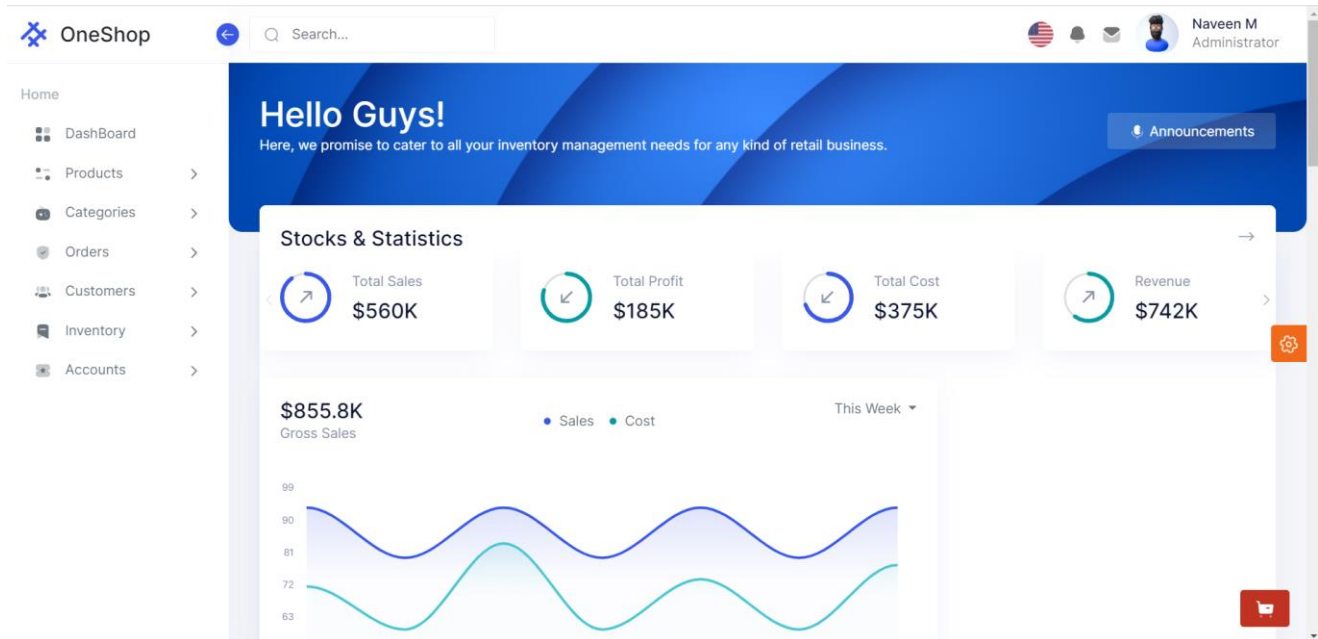 OneShop
Search...
Naveen M
Administrator
Home
DashBoard
Products
Categories
Orders
Customers
Inventory
Accounts
Hello Guys!
Here, we promise to cater to all your inventory management needs for any kind of retail business.
Announcements
Stocks & Statistics
Total Sales
$560K
Total Profit
$185K
Total Cost
$375K
Revenue
$742K
$855.8K
Gross Sales
Sales Cost
This Week
99
90
81
72
63